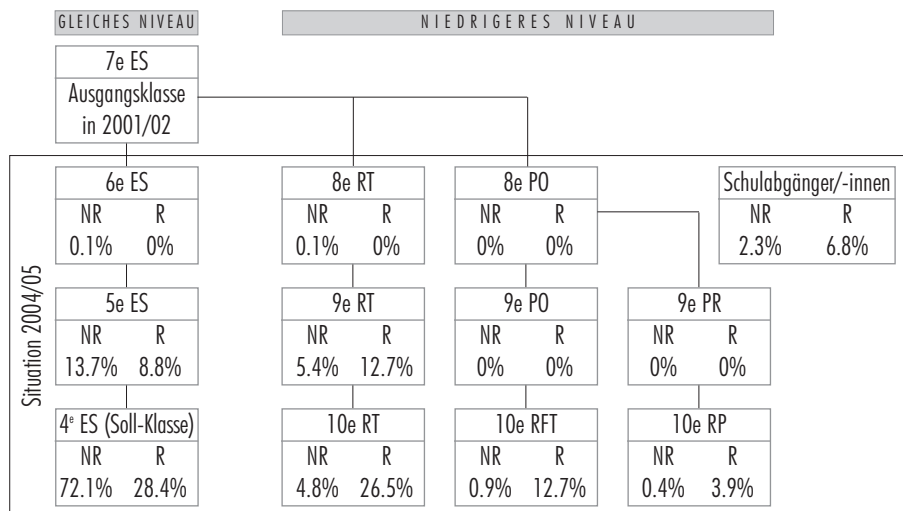 GLEICHES NIVEAU
NIEDRIGERES NIVEAU
7e ES
Ausgangsklasse
in 2001/02
Situation 2004/05
6e ES
NR R
0.1% 0%
8e RT
NR R
0.1% 0%
8e PO
NR R
0% 0%
Schulabgänger/-innen
NR R
2.3% 6.8%
5e ES
NR R
13.7% 8.8%
9e RT
NR R
5.4% 12.7%
9e PO
NR R
0% 0%
9e PR
NR R
0% 0%
4e ES (Soll-Klasse)
NR R
72.1% 28.4%
10e RT
NR R
4.8% 26.5%
10e RFT
NR R
0.9% 12.7%
10e RP
NR R
0.4% 3.9%